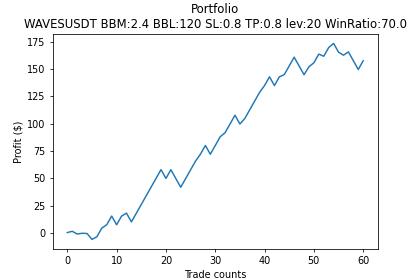 Portfolio
WAVESUSDT BBM:2.4 BBL:120 SL:0.8 TP:0.8 lev:20 WinRatio:70.0
175
150
125
100
75
50
25
0
Profit ($)
0 10 20 30 40 50 60
Trade counts